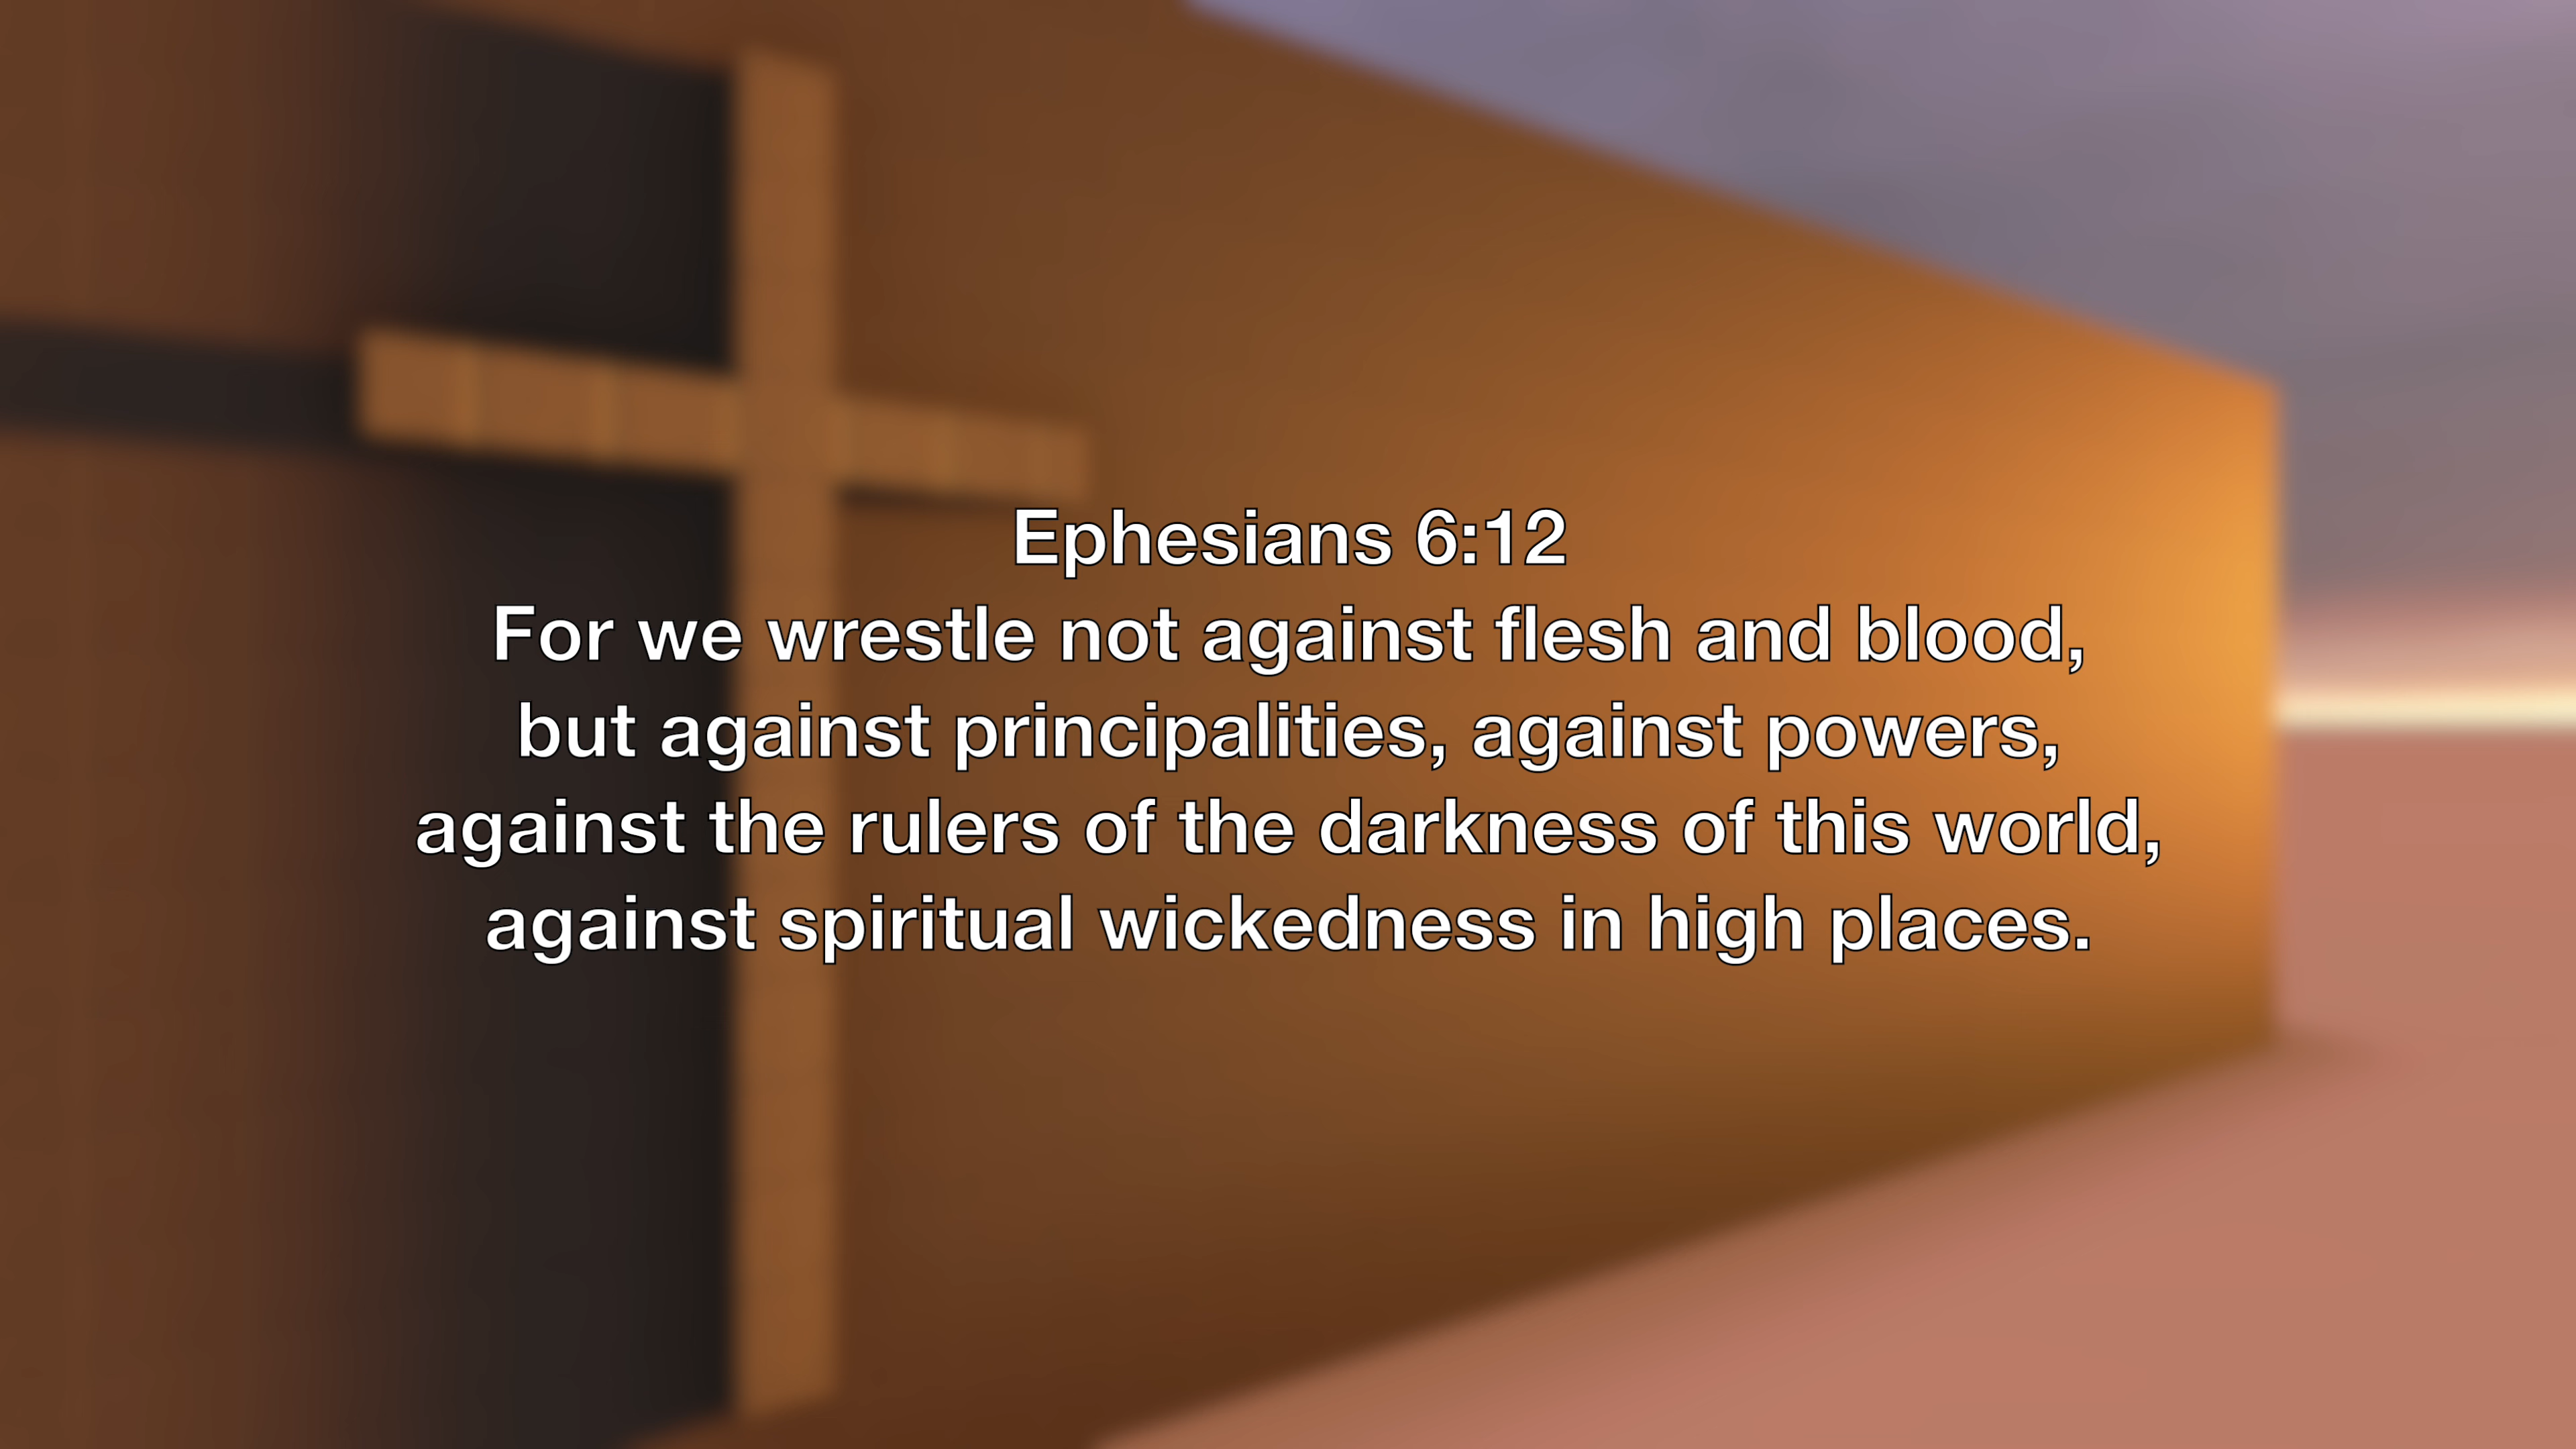 Ephesians 6:12
For we wrestle not against flesh and blood,
but against principalities, against powers,
against the rulers of the darkness of this world,
against spiritual wickedness in high places.